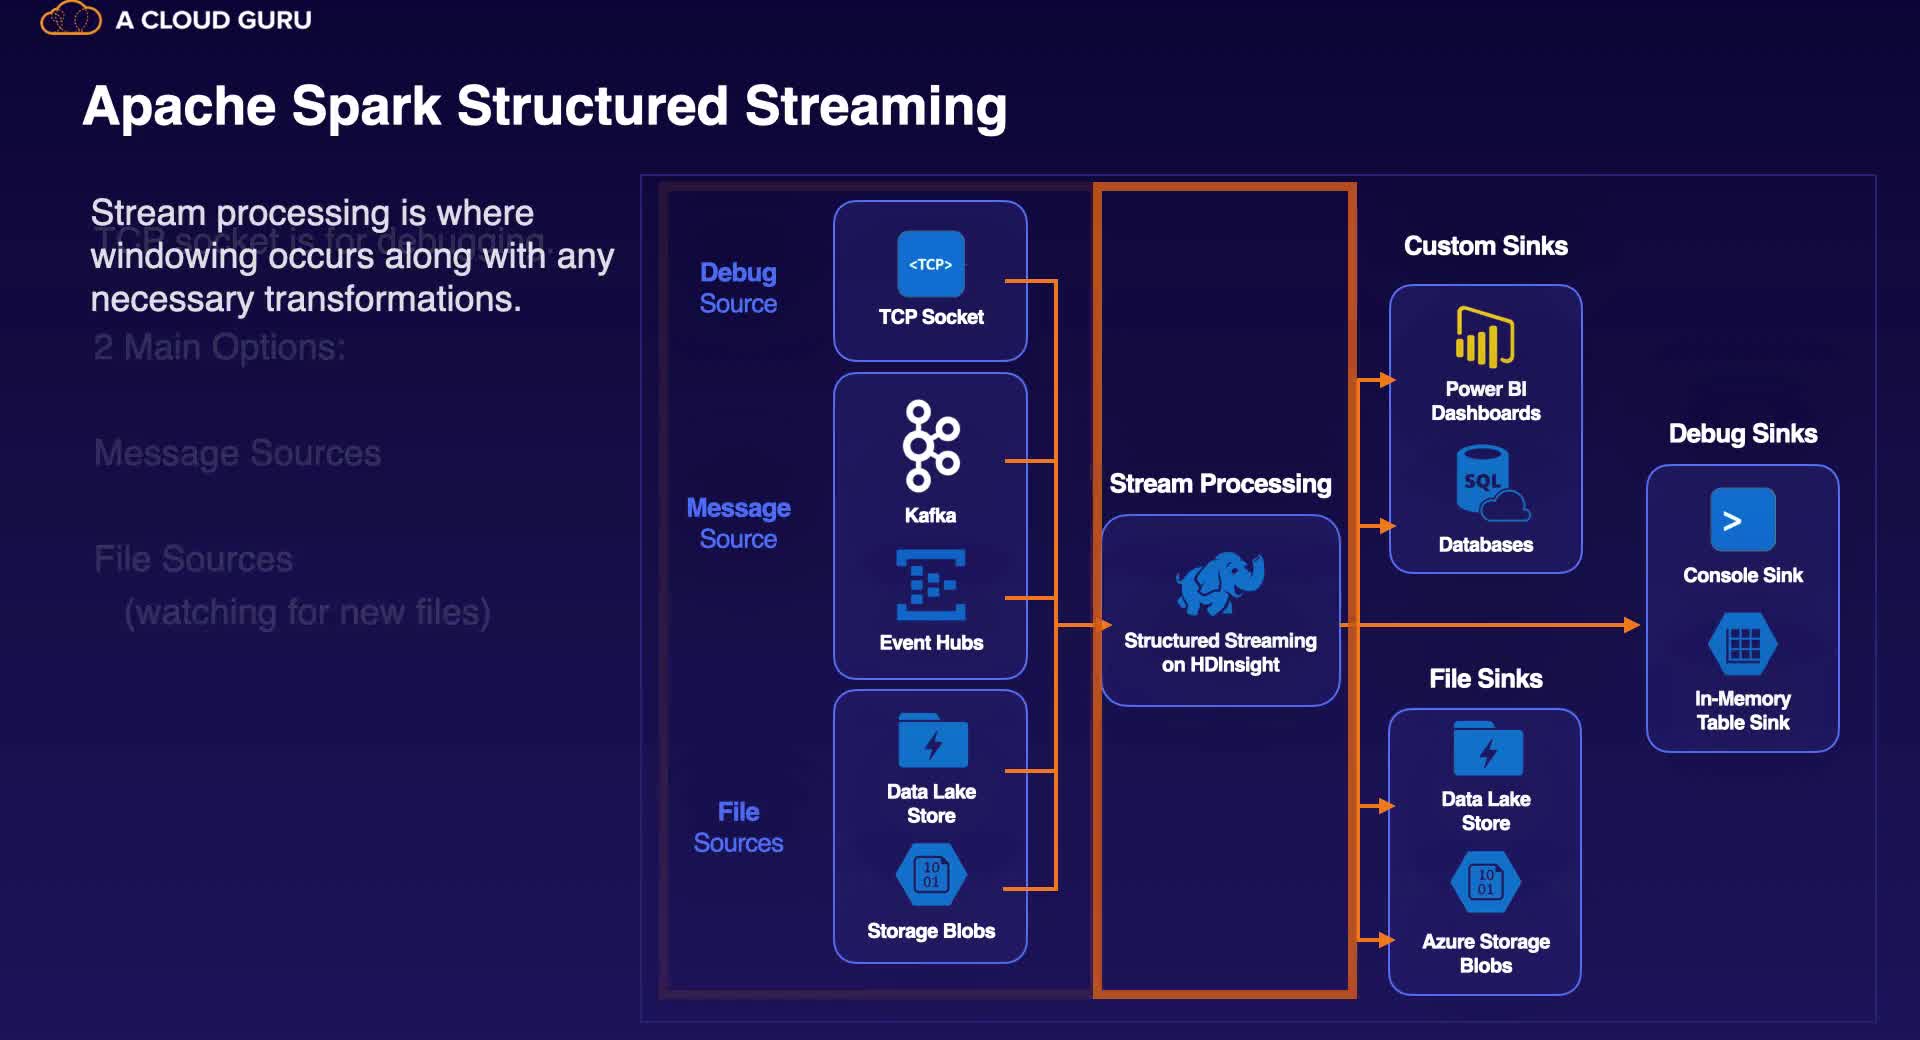 A CLOUD GURU
Apache Spark Structured Streaming
Stream processing is where
windowing occurs along with any
necessary transformations.
TCP socket is for debugging.
2 Main Options:
Message Sources
File Sources
(watching for new files)
Debug
Source
<TCP>
TCP Socket
Message
Source
Kafka
Event Hubs
File
Sources
Data Lake
Store
10
01
Storage Blobs
Stream Processing
Structured Streaming
on HDInsight
Custom Sinks
Power BI
Dashboards
SQL
Databases
File Sinks
Data Lake
Store
10
01
Azure Storage
Blobs
Debug Sinks
>
Console Sink
In-Memory
Table Sink